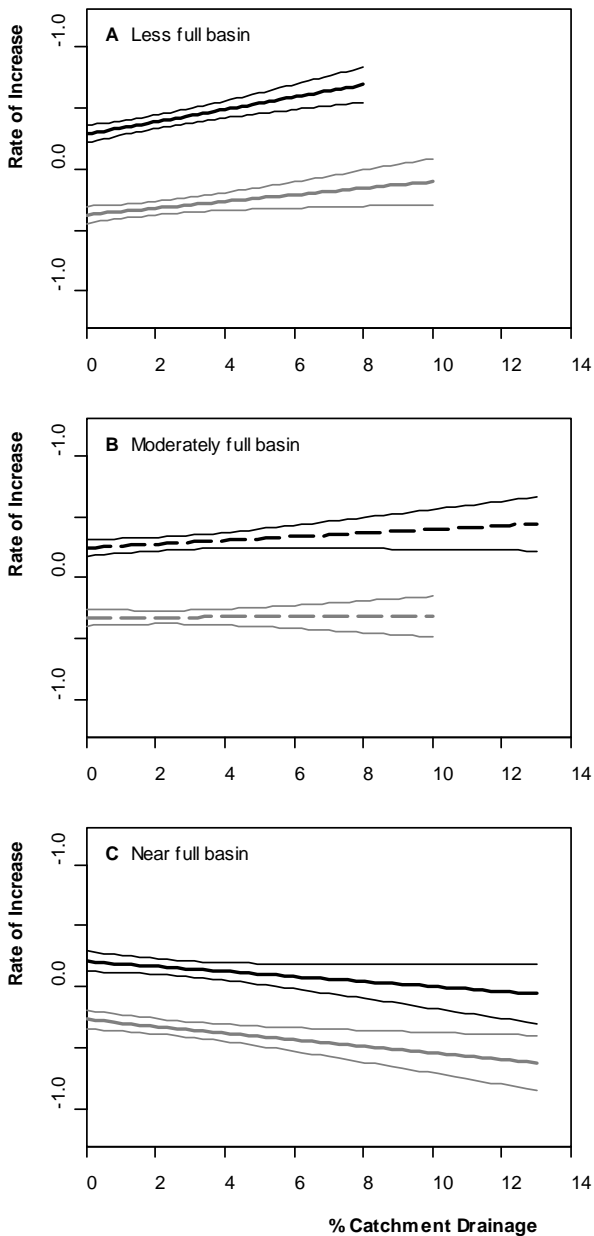 A Less full basin
Rate of Increase
-1.0
0.0
-1.0
0 2 4 6 8 10 12 14
B Moderately full basin
Rate of Increase
-1.0
0.0
-1.0
0 2 4 6 8 10 12 14
C Near full basin
Rate of Increase
-1.0
0.0
-1.0
0 2 4 6 8 10 12 14
% Catchment Drainage